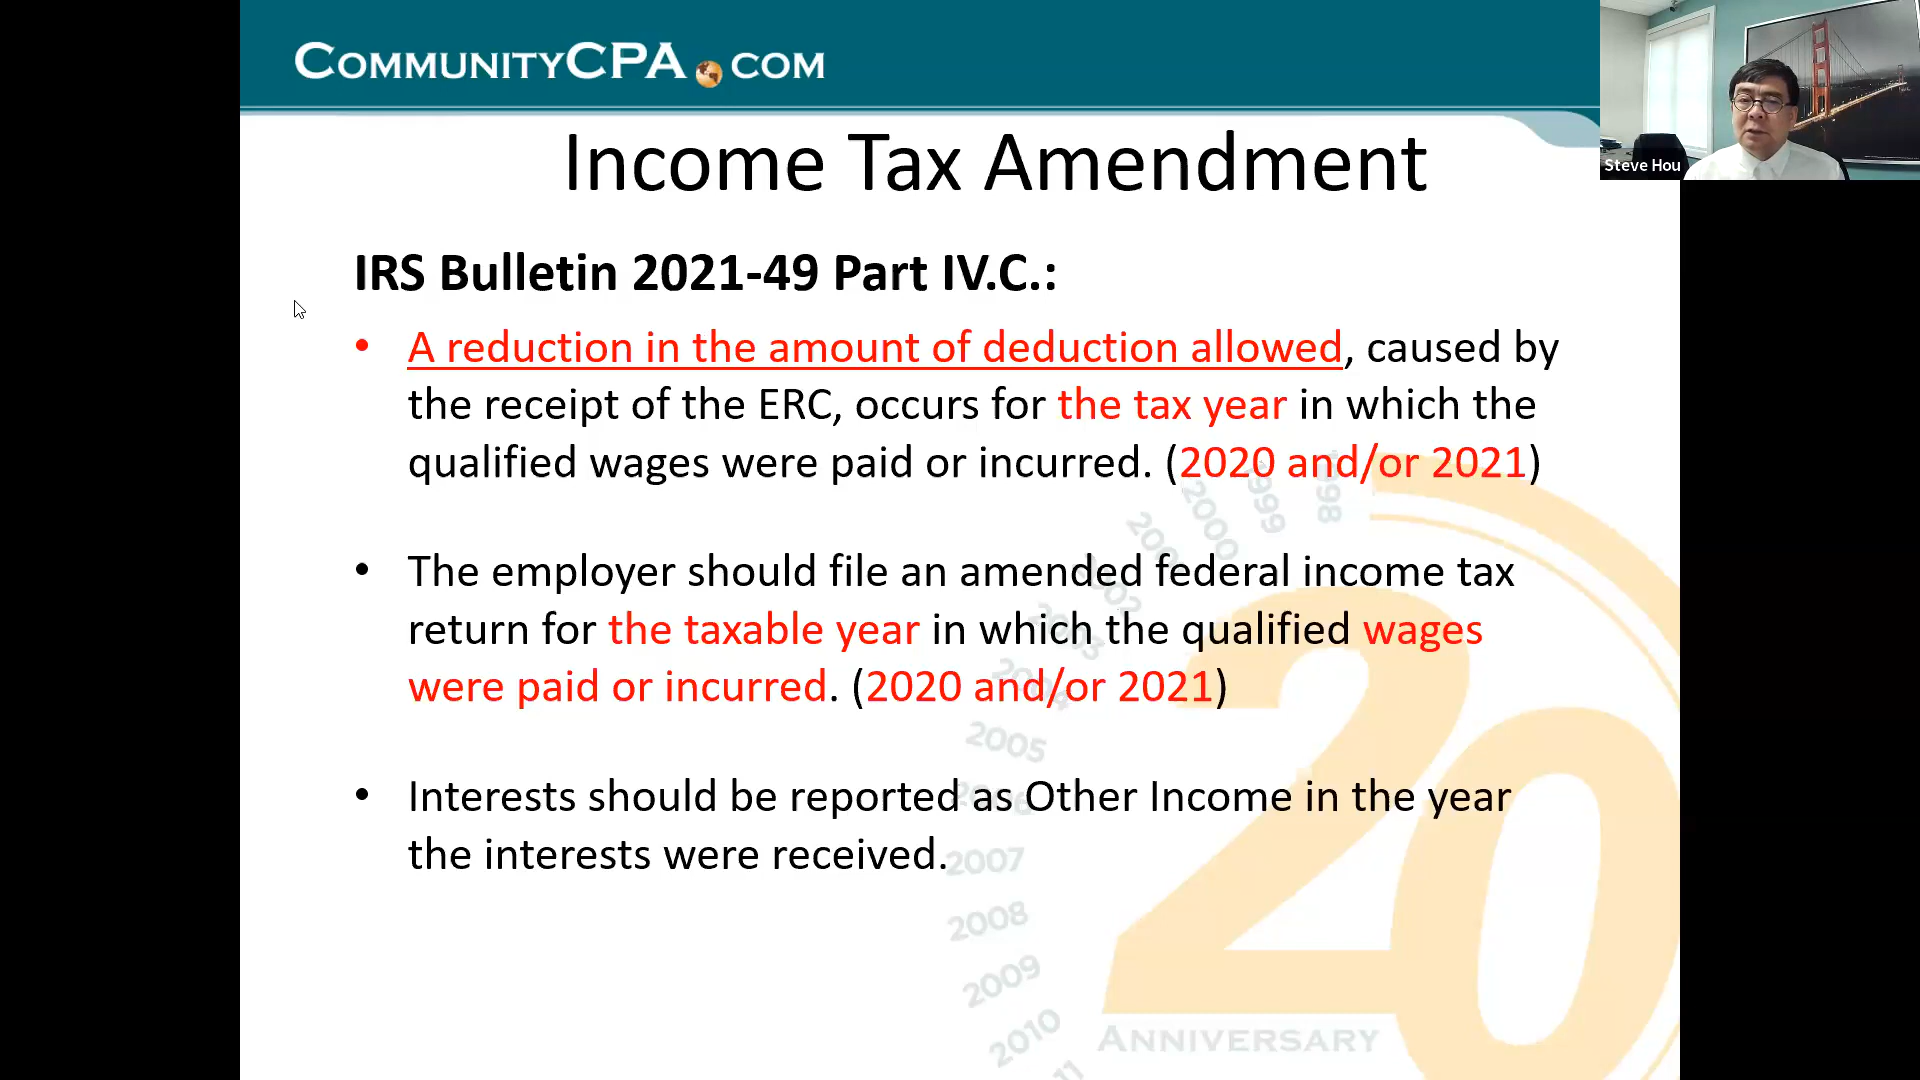 COMMUNITYCPA.COM
Steve Hou
Income Tax Amendment
IRS Bulletin 2021-49 Part IV.C.:
• A reduction in the amount of deduction allowed, caused by
the receipt of the ERC, occurs for the tax year in which the
qualified wages were paid or incurred. (2020 and/or 2021)
• The employer should file an amended federal income tax
return for the taxable year in which the qualified wages
were paid or incurred. (2020 and/or 2021)
• Interests should be reported as Other Income in the year
the interests were received.
1998
1999
2000
2002
2003
2004
2005
2006
2007
2008
2009
2010
20
ANNIVERSARY